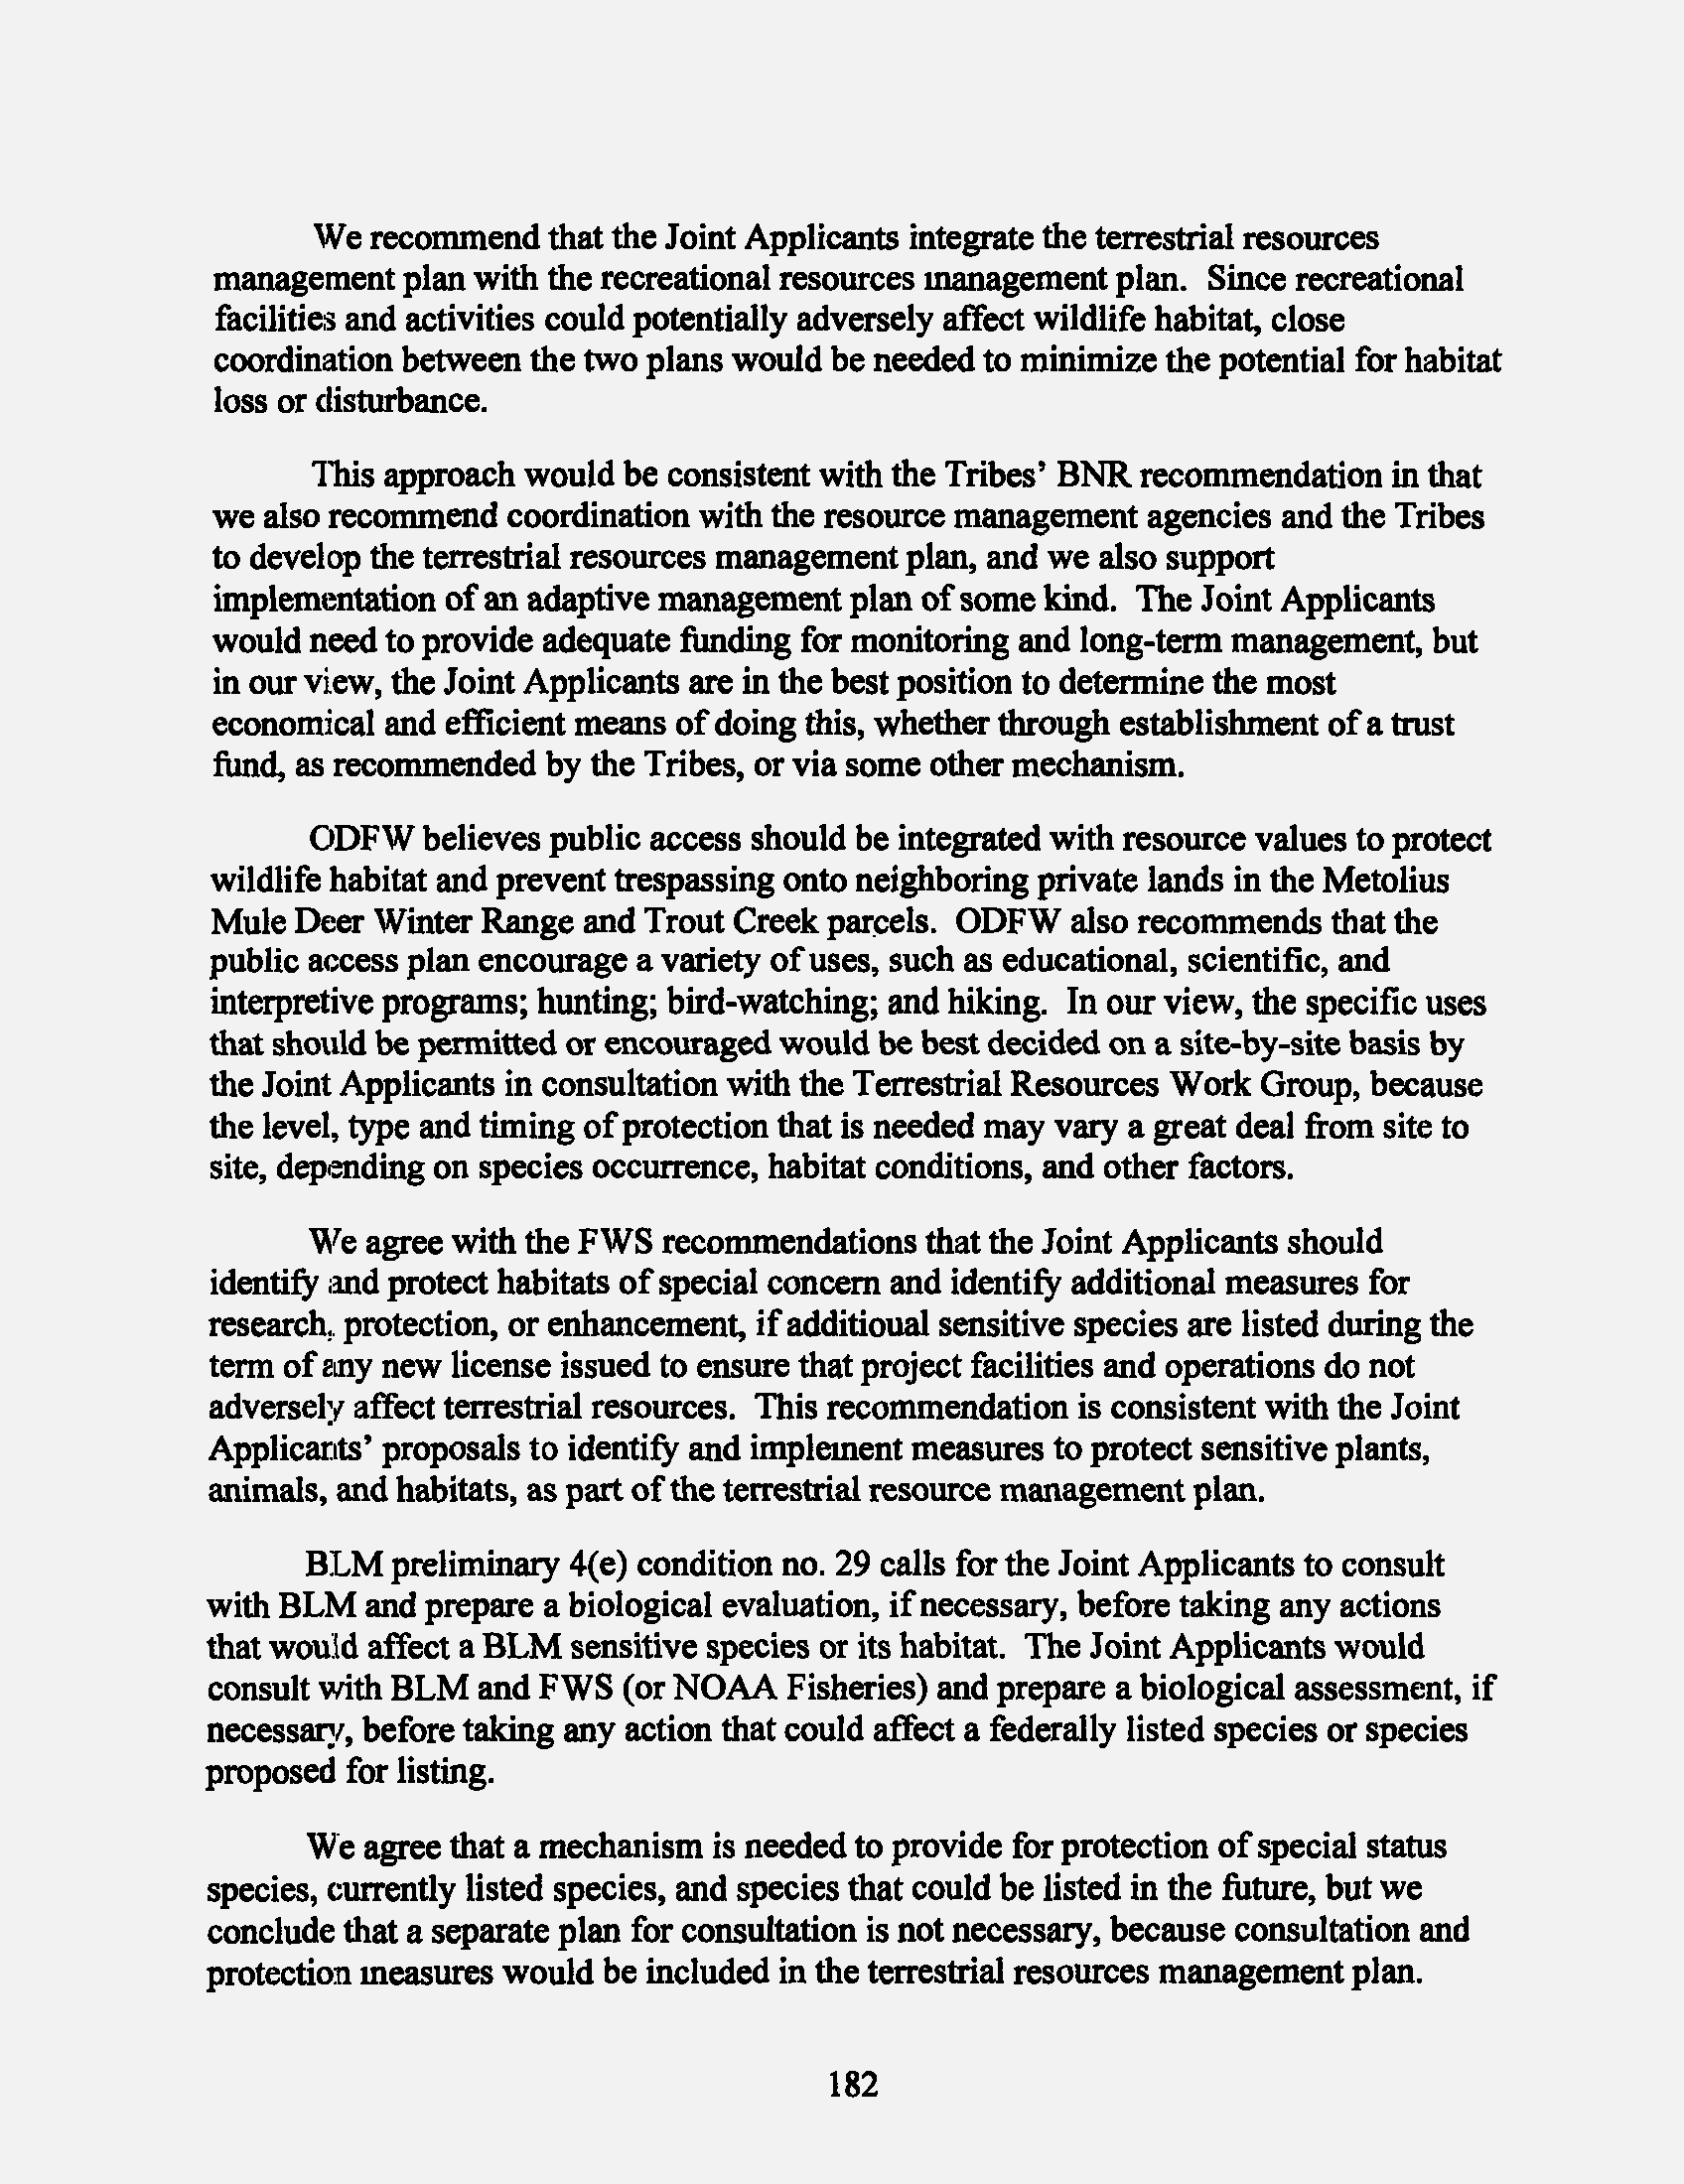 We recommend that the Joint Applicants integrate the terrestrial resources
management plan with the recreational resources management plan. Since recreational
facilities and activities could potentially adversely affect wildlife habitat, close
coordination between the two plans would be needed to minimize the potential for habitat
loss or disturbance.
This approach would be consistent with the Tribes' BNR recommendation in that
we also recommend coordination with the resource management agencies and the Tribes
to develop the terrestrial resources management plan, and we also support
implementation of an adaptive management plan of some kind. The Joint Applicants
would need to provide adequate funding for monitoring and long-term management, but
in our view, the Joint Applicants are in the best position to determine the most
economical and efficient means of doing this, whether through establishment of a trust
fund, as recommended by the Tribes, or via some other mechanism.
ODFW believes public access should be integrated with resource values to protect
wildlife habitat and prevent trespassing onto neighboring private lands in the Metolius
Mule Deer Winter Range and Trout Creek parcels. ODFW also recommends that the
public access plan encourage a variety of uses, such as educational, scientific, and
interpretive programs; hunting; bird-watching; and hiking. In our view, the specific uses
that should be permitted or encouraged would be best decided on a site-by-site basis by
the Joint Applicants in consultation with the Terrestrial Resources Work Group, because
the level, type and timing of protection that is needed may vary a great deal from site to
site, depending on species occurrence, habitat conditions, and other factors.
We agree with the FWS recommendations that the Joint Applicants should
identify and protect habitats of special concern and identify additional measures for
research, protection, or enhancement, if additioual sensitive species are listed during the
term of any new license issued to ensure that project facilities and operations do not
adversely affect terrestrial resources. This recommendation is consistent with the Joint
Applicants' proposals to identify and implement measures to protect sensitive plants,
animals, and habitats, as part of the terrestrial resource management plan.
BLM preliminary 4(e) condition no. 29 calls for the Joint Applicants to consult
with BLM and prepare a biological evaluation, if necessary, before taking any actions
that would affect a BLM sensitive species or its habitat. The Joint Applicants would
consult with BLM and FWS (or NOAA Fisheries) and prepare a biological assessment, if
necessary, before taking any action that could affect a federally listed species or species
proposed for listing.
We agree that a mechanism is needed to provide for protection of special status
species, currently listed species, and species that could be listed in the future, but we
conclude that a separate plan for consultation is not necessary, because consultation and
protection measures would be included in the terrestrial resources management plan.
182